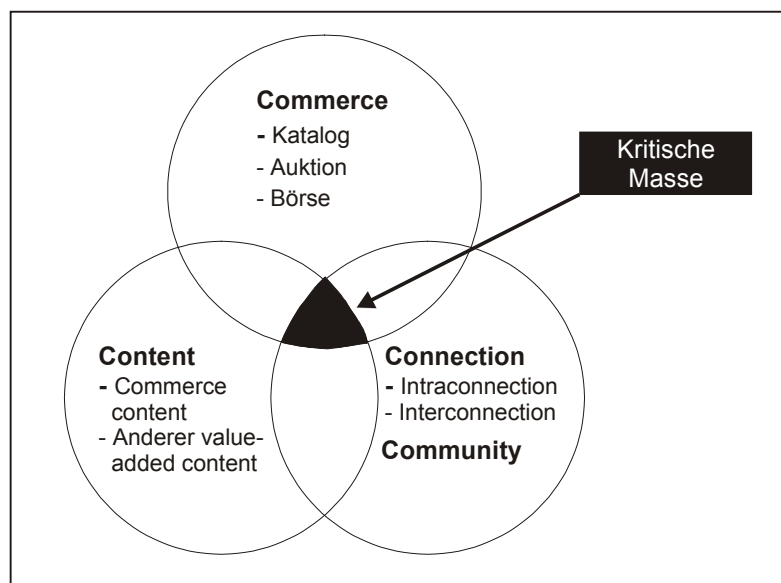 Commerce
- Katalog
- Auktion
- Börse
Kritische
Masse
Content
- Commerce
content
- Anderer value-
added content
Connection
- Intraconnection
- Interconnection
Community